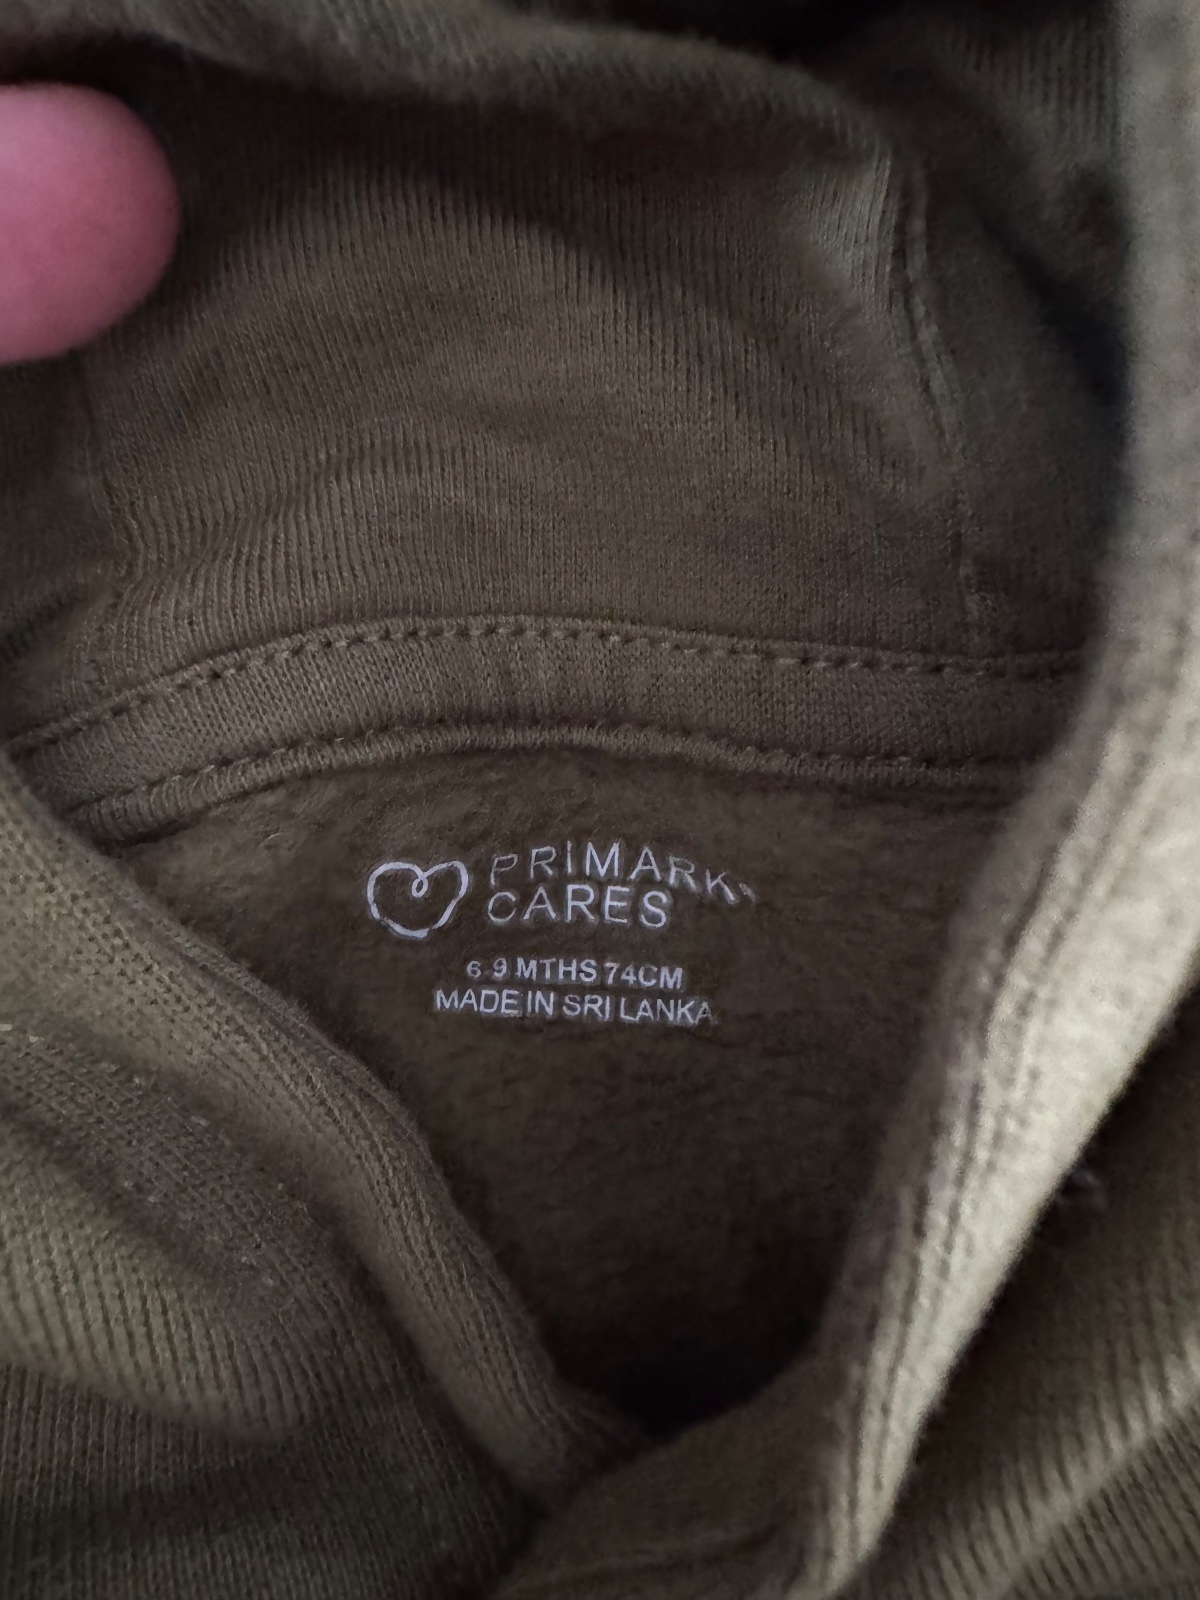 PRIMARK
CARES
6-9 MTHS 74CM
MADE IN SRI LANKA